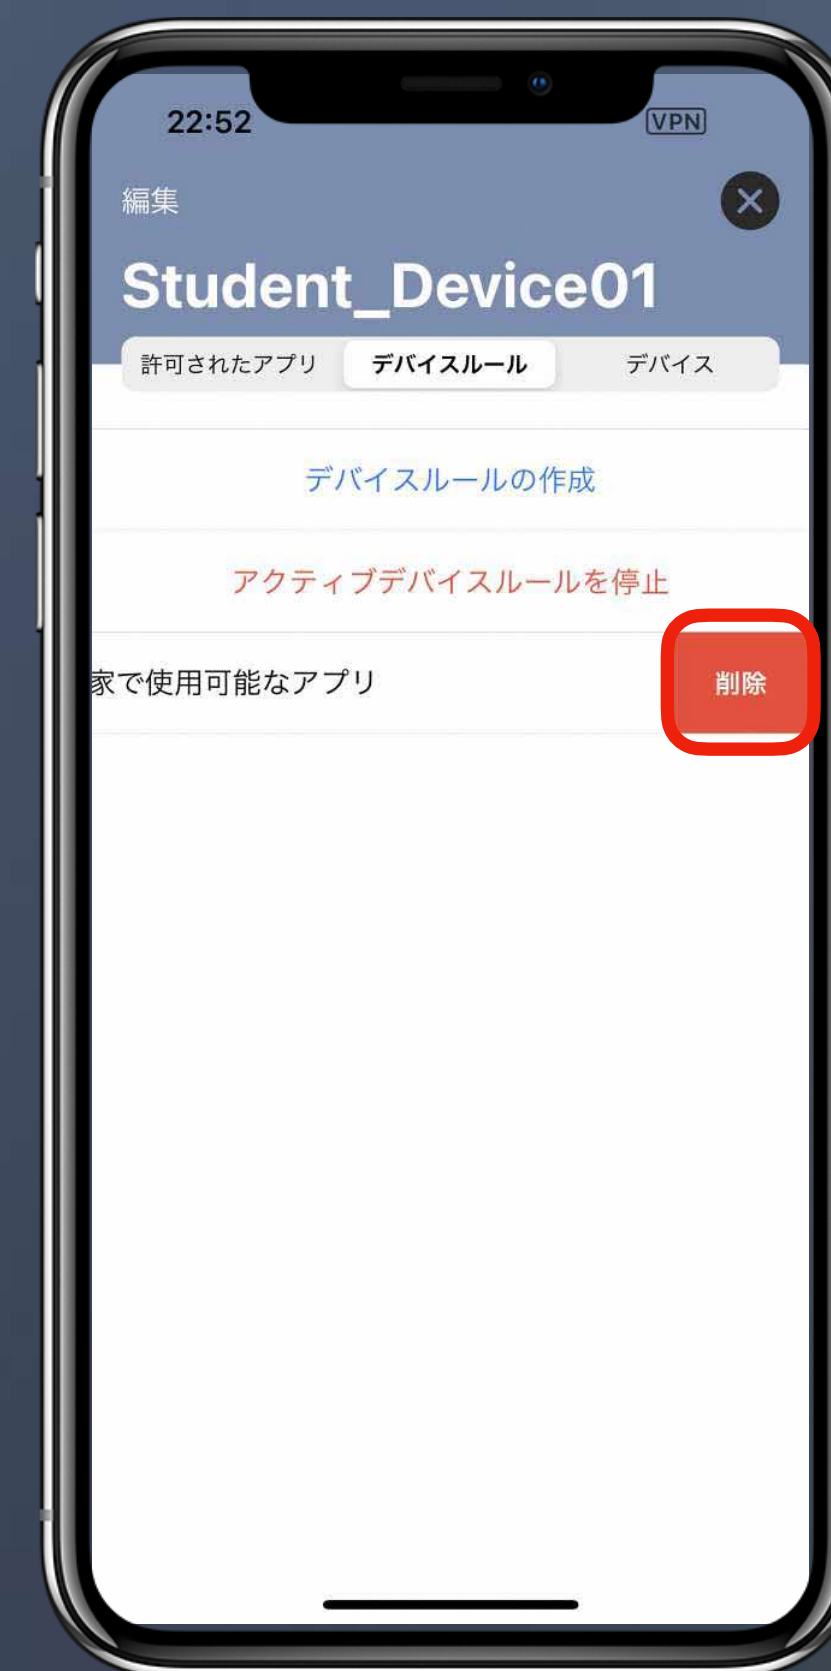 22:52 VPN
編集
Student_Device01
許可されたアプリ デバイスルール デバイス
デバイスルールの作成
アクティブデバイスルールを停止
家で使用可能なアプリ 削除